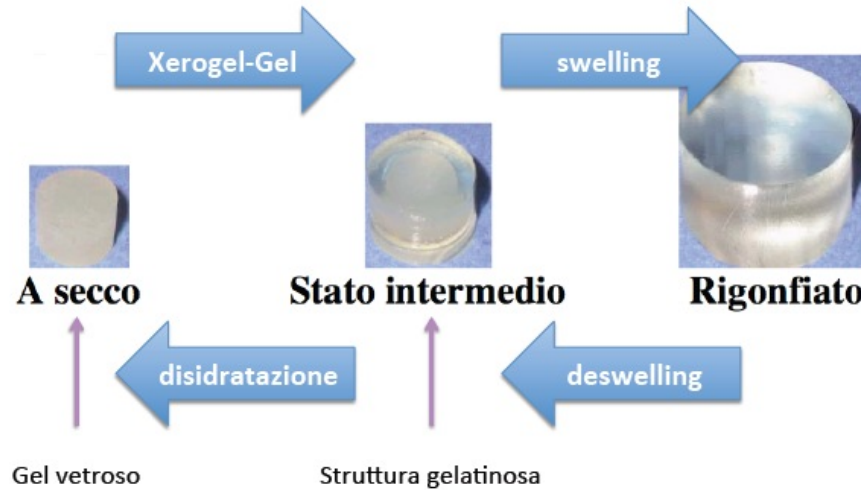 Xerogel-Gel
swelling
A secco
Stato intermedio
Rigonfiato
disidratazione
deswelling
Gel vetroso
Struttura gelatinosa